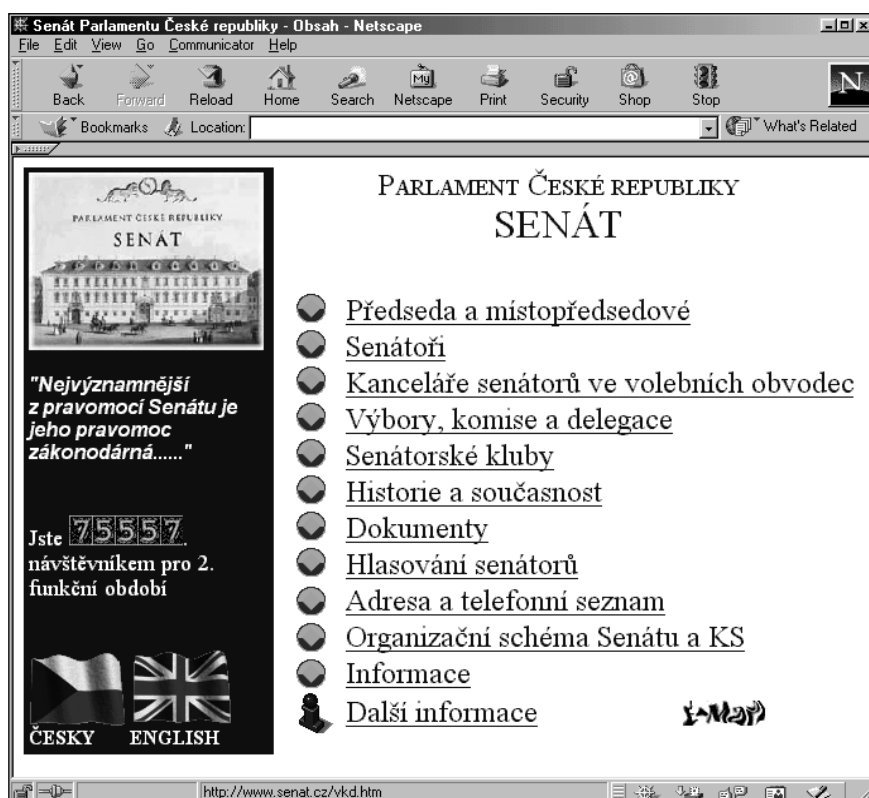 Senát Parlamentu České republiky - Obsah - Netscape
File Edit View Go Communicator Help
Back Forward Reload Home Search Netscape Print Security Shop Stop
My
N
Bookmarks Location: What's Related
PARLAMENT ČESKÉ REPUBLIKY
SENÁT
PARLAMENT ČESKÉ REPUBLIKY
SENÁT
"Nejvýznamnější
z pravomocí Senátu je
jeho pravomoc
zákonodárná......"
Jste 75557.
návštěvníkem pro 2.
funkční období
ČESKY ENGLISH
Předseda a místopředsedové
Senátoři
Kanceláře senátorů ve volebních obvodec
Výbory, komise a delegace
Senátorské kluby
Historie a současnost
Dokumenty
Hlasování senátorů
Adresa a telefonní seznam
Organizační schéma Senátu a KS
Informace
Další informace
http://www.senat.cz/vkd.htm